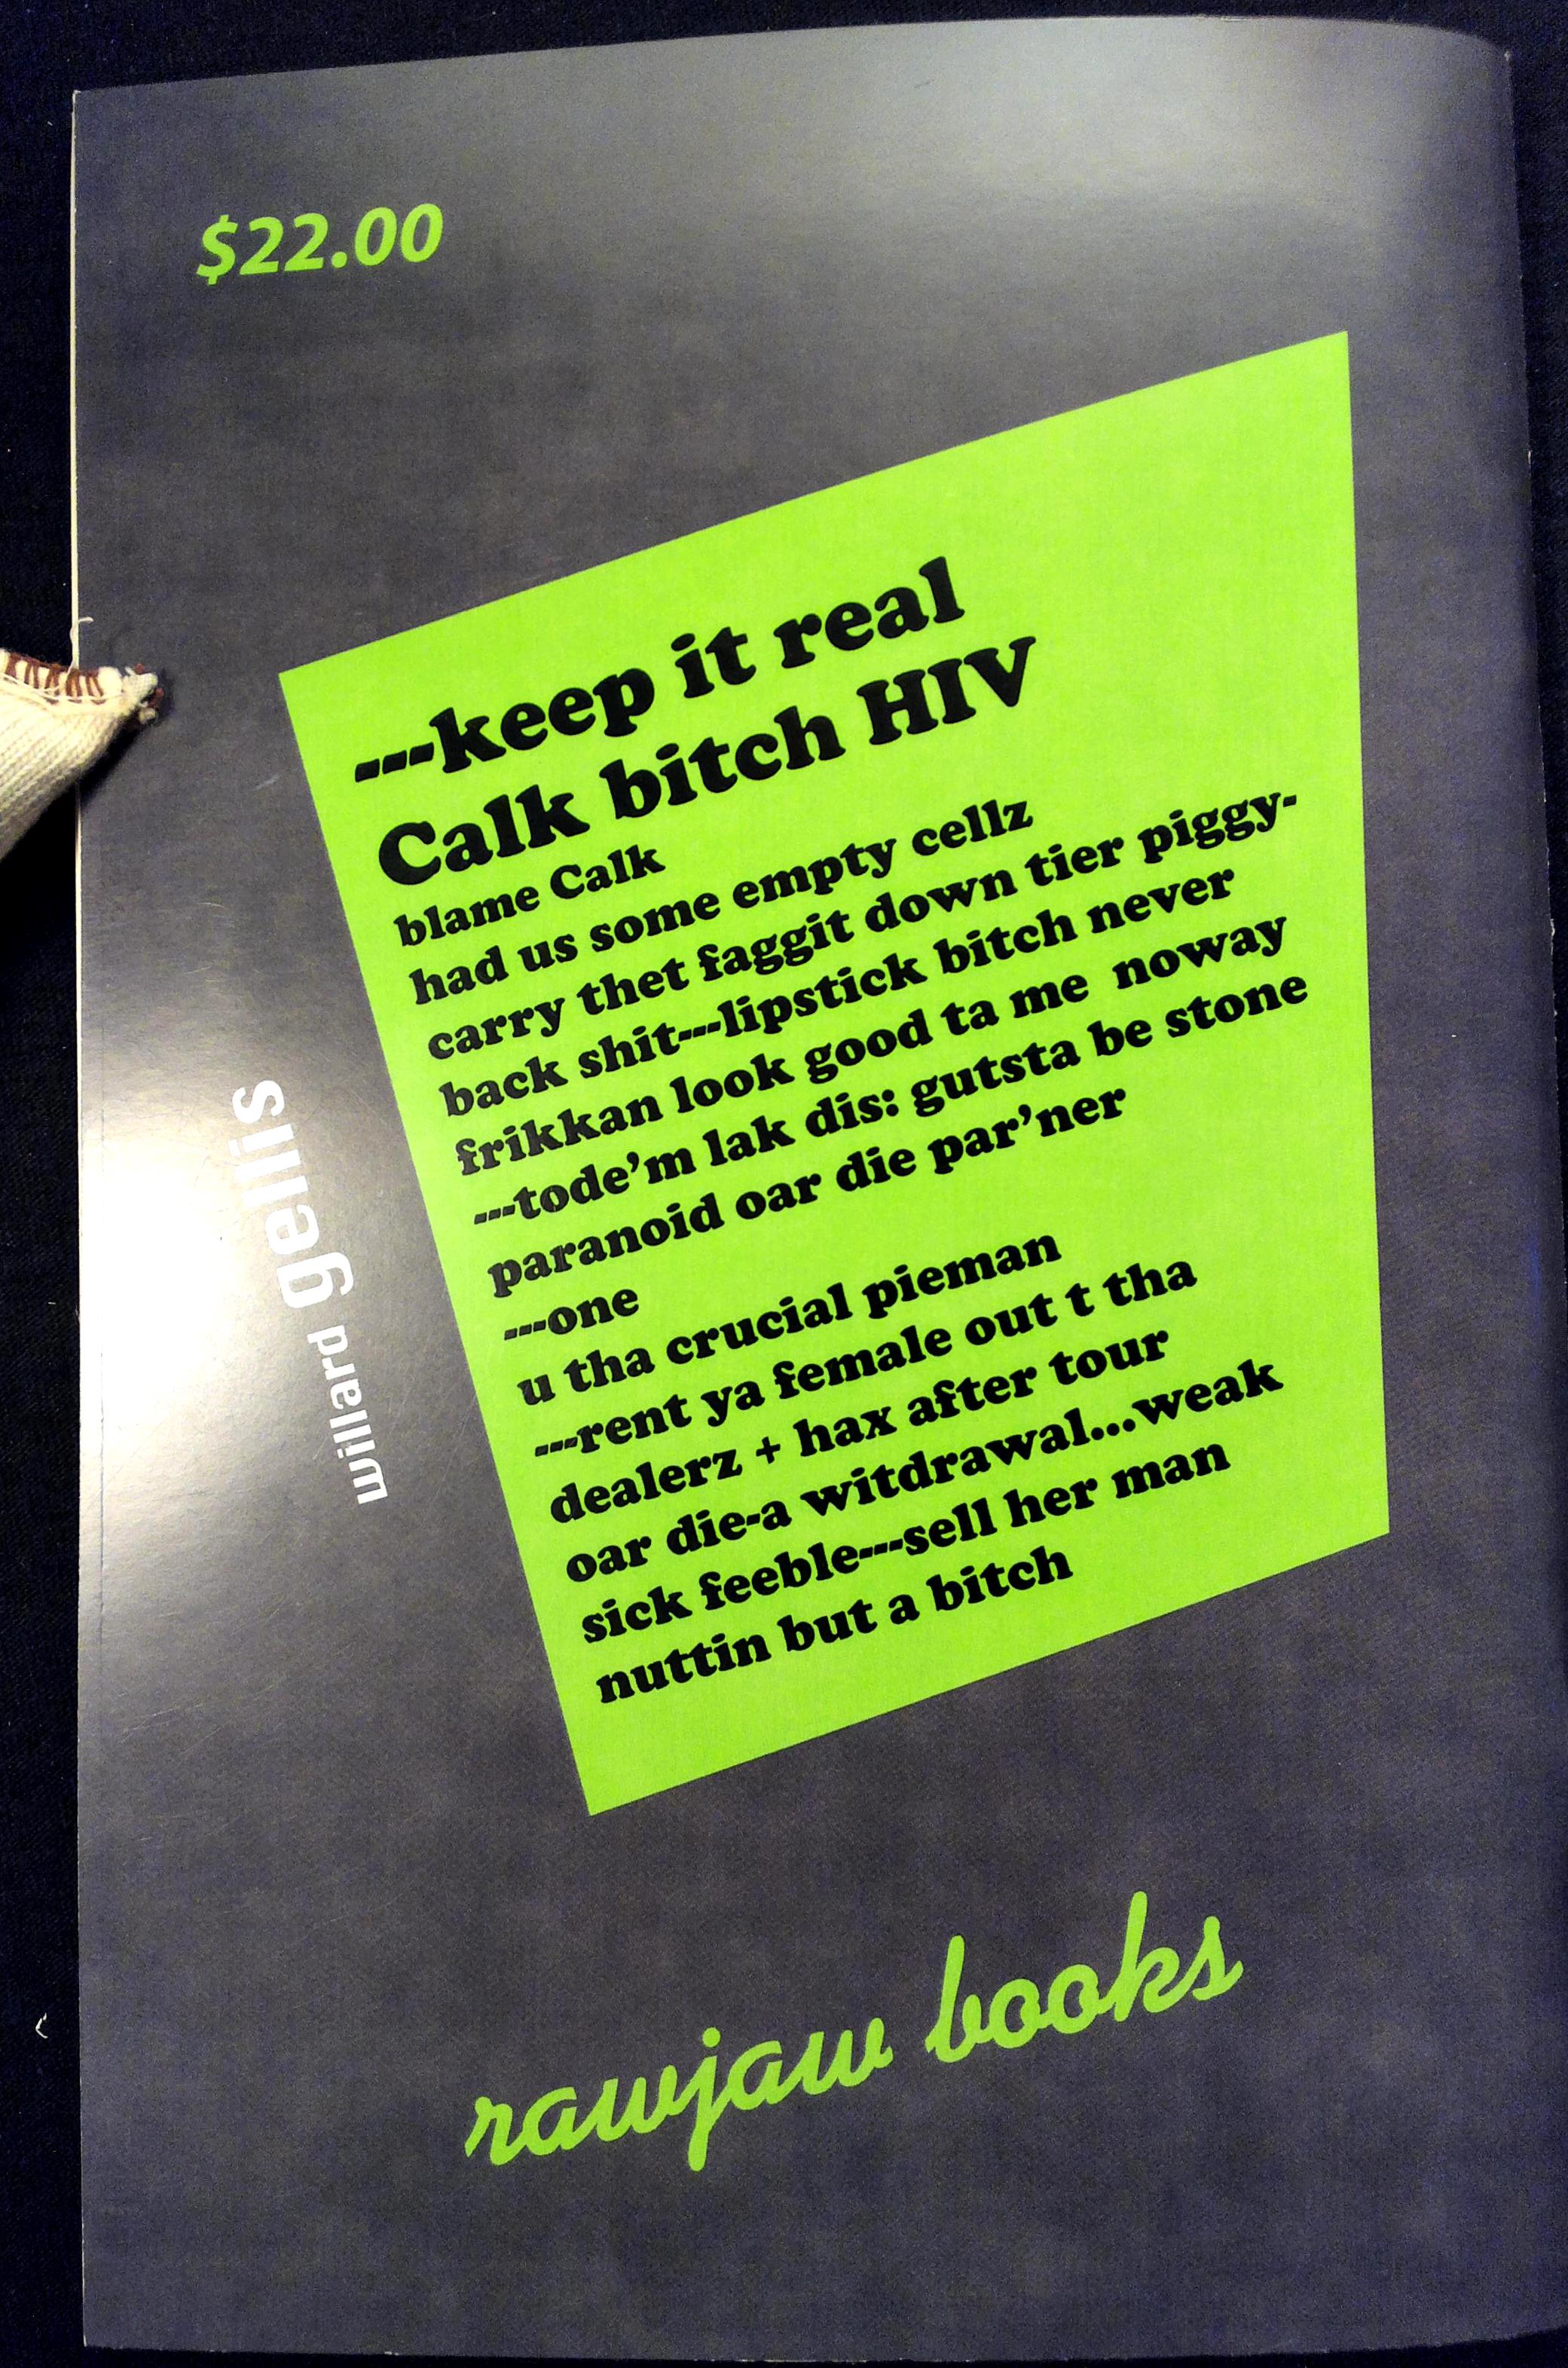 $22.00
---keep it real
Calk bitch HIV
blame Calk
had us some empty cellz
carry thet faggit down tier piggy-
back shit---lipstick bitch never
frikkan look good ta me  noway
---tode'm lak dis: gutsta be stone
paranoid oar die par'ner
---one
u tha crucial pieman
---rent ya female out t tha
dealerz + hax after tour
oar die-a witdrawal...weak
sick feeble---sell her man
nuttin but a bitch
willard gellis
rawjaw books